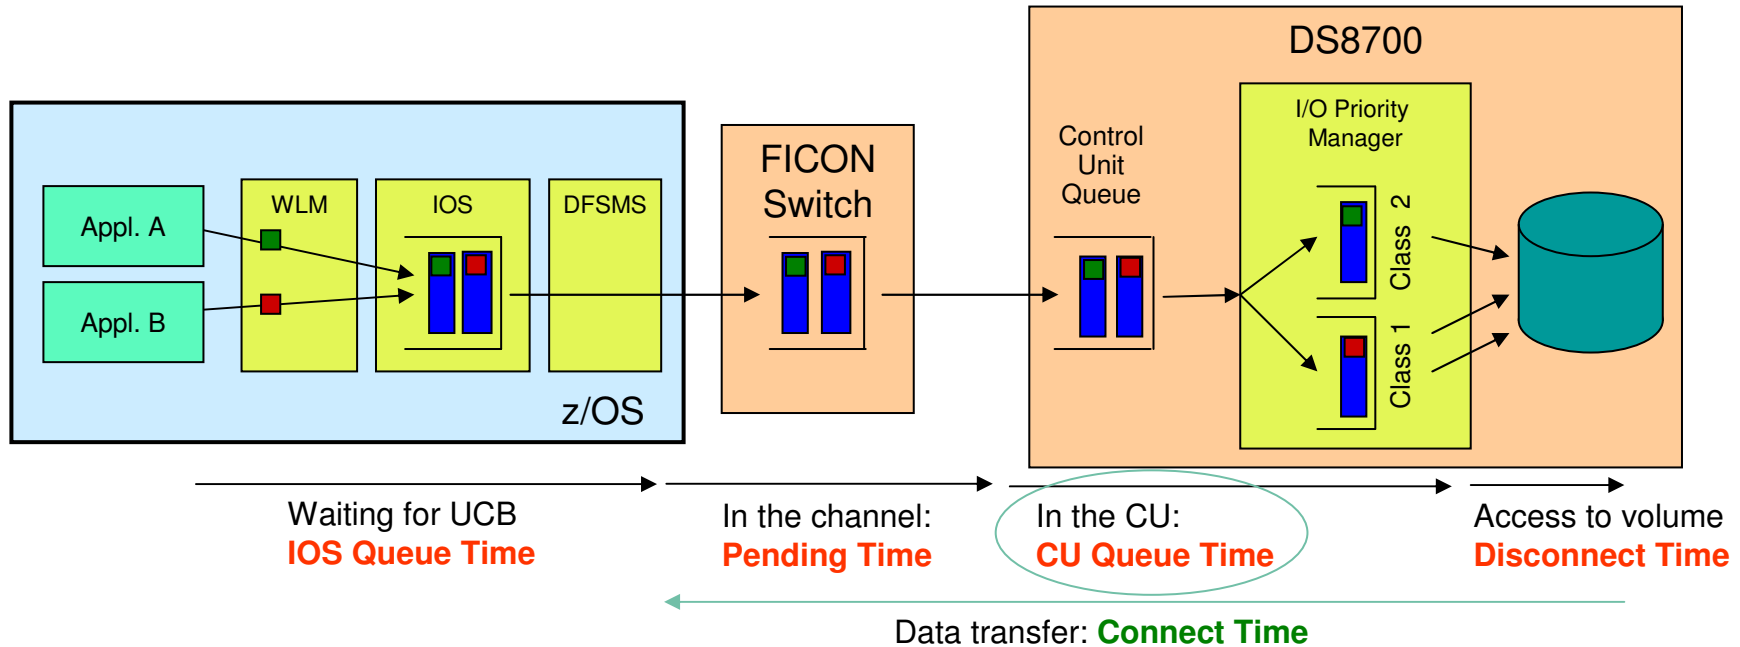 DS8700
I/O Priority
Manager
Control
Unit
Queue
FICON
Switch
WLM
IOS
DFSMS
Appl. A
Appl. B
Class 2
Class 1
z/OS
Waiting for UCB
IOS Queue Time
In the channel:
Pending Time
In the CU:
CU Queue Time
Access to volume
Disconnect Time
Data transfer: Connect Time